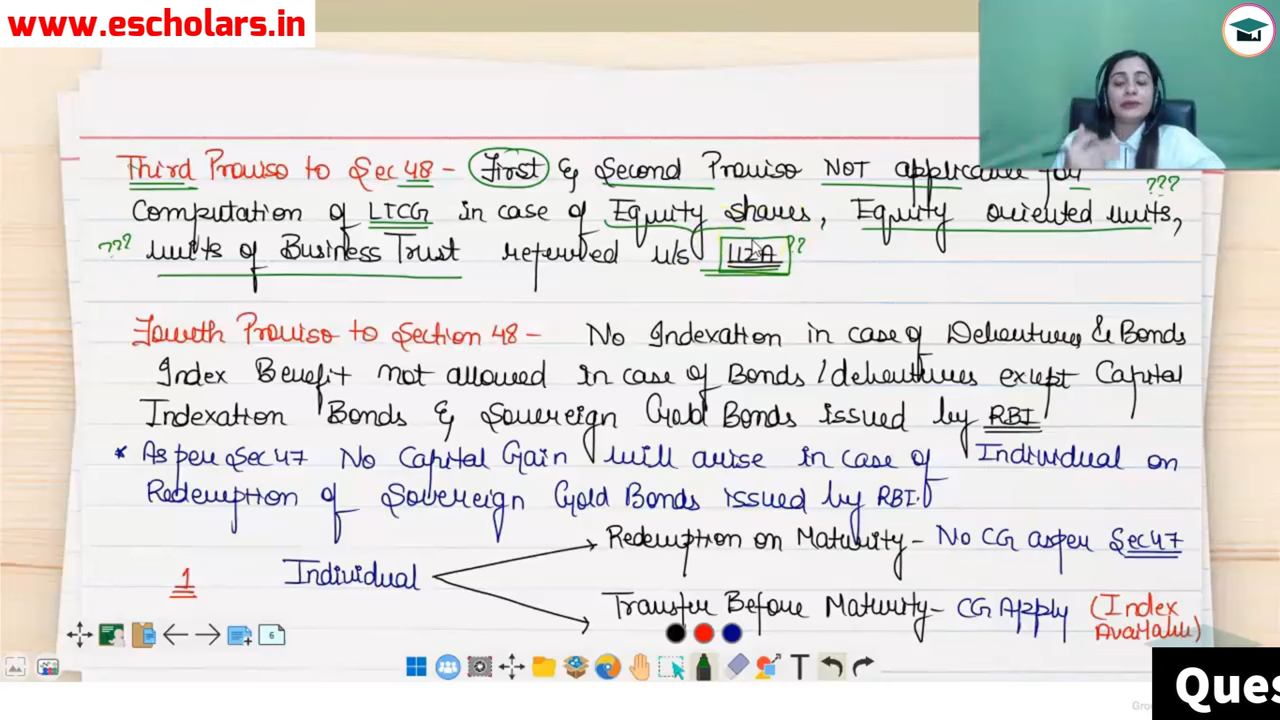 www.escholars.in
Third Proviso to Sec 48 - First & Second Proviso NOT applicable for
Computation of LTCG in case of Equity shares, Equity oriented units, ???
??? units of Business Trust referred u/s 112A ??
Fourth Proviso to Section 48 - No Indexation in case of Debentures & Bonds
Index Benefit not allowed in case of Bonds/debentures except Capital
Indexation Bonds & Sovereign Gold Bonds issued by RBI
* As per Sec 47 No Capital Gain will arise in case of Individual on
Redemption of Sovereign Gold Bonds issued by RBI.
Redemption on Maturity - No CG as per Sec 47
1 Individual
Transfer Before Maturity - CG Apply (Index Available)
6
T
Ques